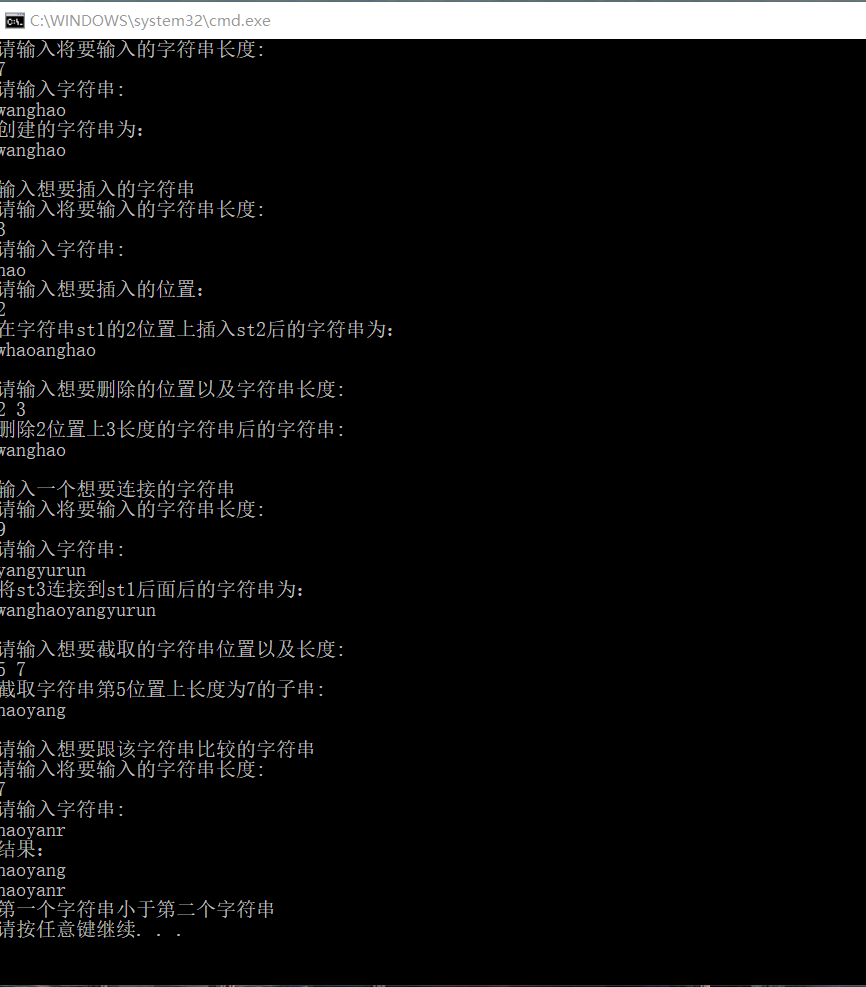 C:\WINDOWS\system32\cmd.exe
请输入将要输入的字符串长度:
7
请输入字符串:
wanghao
创建的字符串为:
wanghao
输入想要插入的字符串
请输入将要输入的字符串长度:
3
请输入字符串:
hao
请输入想要插入的位置:
2
在字符串st1的2位置上插入st2后的字符串为:
whaoanghao
请输入想要删除的位置以及字符串长度:
2 3
删除2位置上3长度的字符串后的字符串:
wanghao
输入一个想要连接的字符串
请输入将要输入的字符串长度:
9
请输入字符串:
yangyurun
将st3连接到st1后面后的字符串为:
wanghaoyangyurun
请输入想要截取的字符串位置以及长度:
5 7
截取字符串第5位置上长度为7的子串:
haoyang
请输入想要跟该字符串比较的字符串
请输入将要输入的字符串长度:
7
请输入字符串:
haoyanr
结果:
haoyang
haoyanr
第一个字符串小于第二个字符串
请按任意键继续. . .